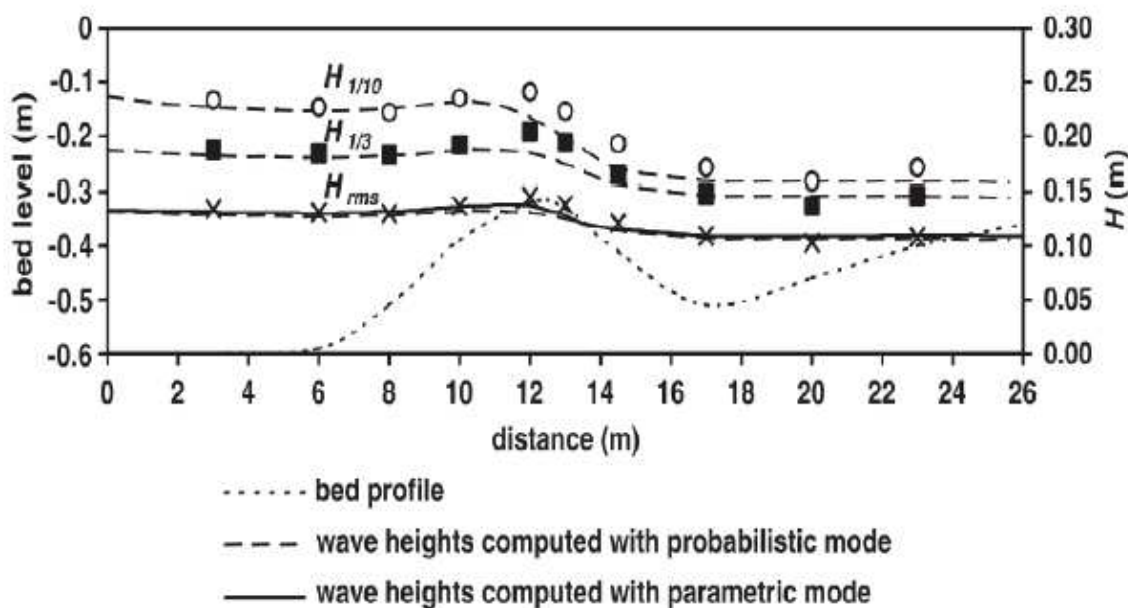 0 0.30
-0.1 0.25
-0.2 0.20
-0.3 0.15
-0.4 0.10
-0.5 0.05
-0.6 0.00
bed level (m)
H (m)
H 1/10
H 1/3
H rms
0 2 4 6 8 10 12 14 16 18 20 22 24 26
distance (m)
bed profile
wave heights computed with probabilistic mode
wave heights computed with parametric mode